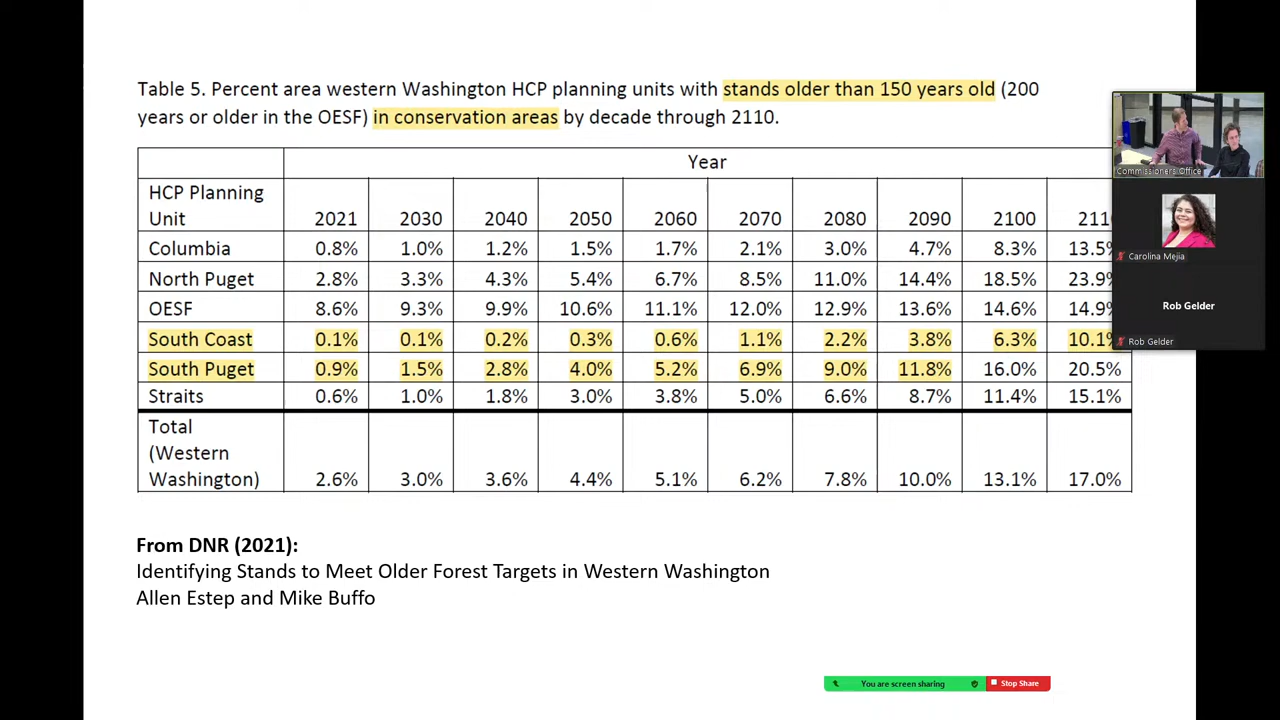 Table 5. Percent area western Washington HCP planning units with stands older than 150 years old (200
years or older in the OESF) in conservation areas by decade through 2110.
Year
HCP Planning
Unit 2021 2030 2040 2050 2060 2070 2080 2090 2100 211
Columbia 0.8% 1.0% 1.2% 1.5% 1.7% 2.1% 3.0% 4.7% 8.3% 13.5%
North Puget 2.8% 3.3% 4.3% 5.4% 6.7% 8.5% 11.0% 14.4% 18.5% 23.9%
OESF 8.6% 9.3% 9.9% 10.6% 11.1% 12.0% 12.9% 13.6% 14.6% 14.9%
South Coast 0.1% 0.1% 0.2% 0.3% 0.6% 1.1% 2.2% 3.8% 6.3% 10.1%
South Puget 0.9% 1.5% 2.8% 4.0% 5.2% 6.9% 9.0% 11.8% 16.0% 20.5%
Straits 0.6% 1.0% 1.8% 3.0% 3.8% 5.0% 6.6% 8.7% 11.4% 15.1%
Total
(Western
Washington) 2.6% 3.0% 3.6% 4.4% 5.1% 6.2% 7.8% 10.0% 13.1% 17.0%
From DNR (2021):
Identifying Stands to Meet Older Forest Targets in Western Washington
Allen Estep and Mike Buffo
Commissioners Office
Carolina Mejia
Rob Gelder
Rob Gelder
You are screen sharing
Stop Share